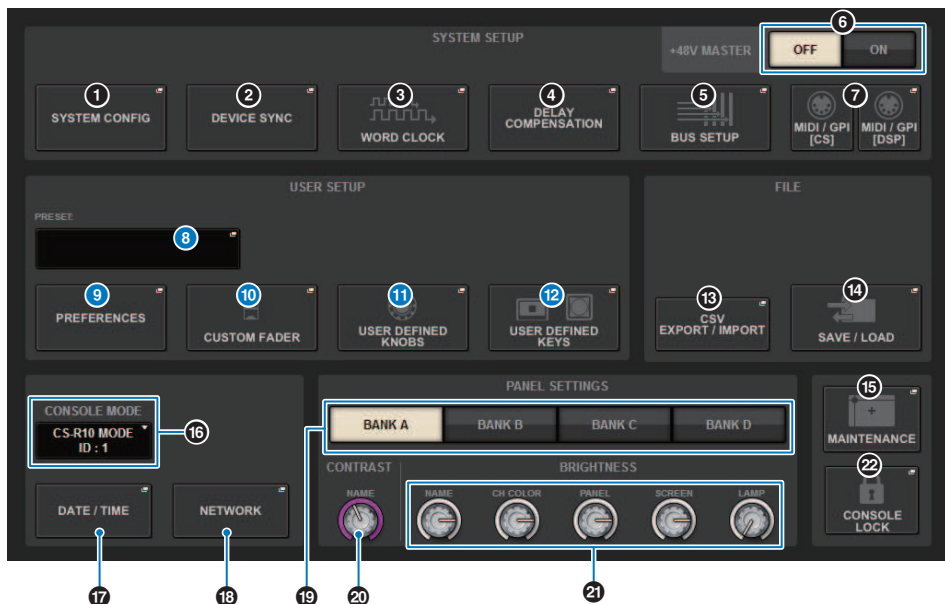 6
SYSTEM SETUP
+48V MASTER
OFF
ON
1
SYSTEM CONFIG
2
DEVICE SYNC
3
WORD CLOCK
4
DELAY
COMPENSATION
5
BUS SETUP
7
MIDI / GPI
[CS]
MIDI / GPI
[DSP]
USER SETUP
FILE
PRESET:
8
9
PREFERENCES
10
CUSTOM FADER
11
USER DEFINED
KNOBS
12
USER DEFINED
KEYS
13
CSV
EXPORT / IMPORT
14
SAVE / LOAD
CONSOLE MODE
CS-R10 MODE
ID : 1
16
PANEL SETTINGS
BANK A
BANK B
BANK C
BANK D
15
MAINTENANCE
CONTRAST
BRIGHTNESS
NAME
NAME
CH COLOR
PANEL
SCREEN
LAMP
22
CONSOLE
LOCK
DATE / TIME
NETWORK
17
18
19
20
21